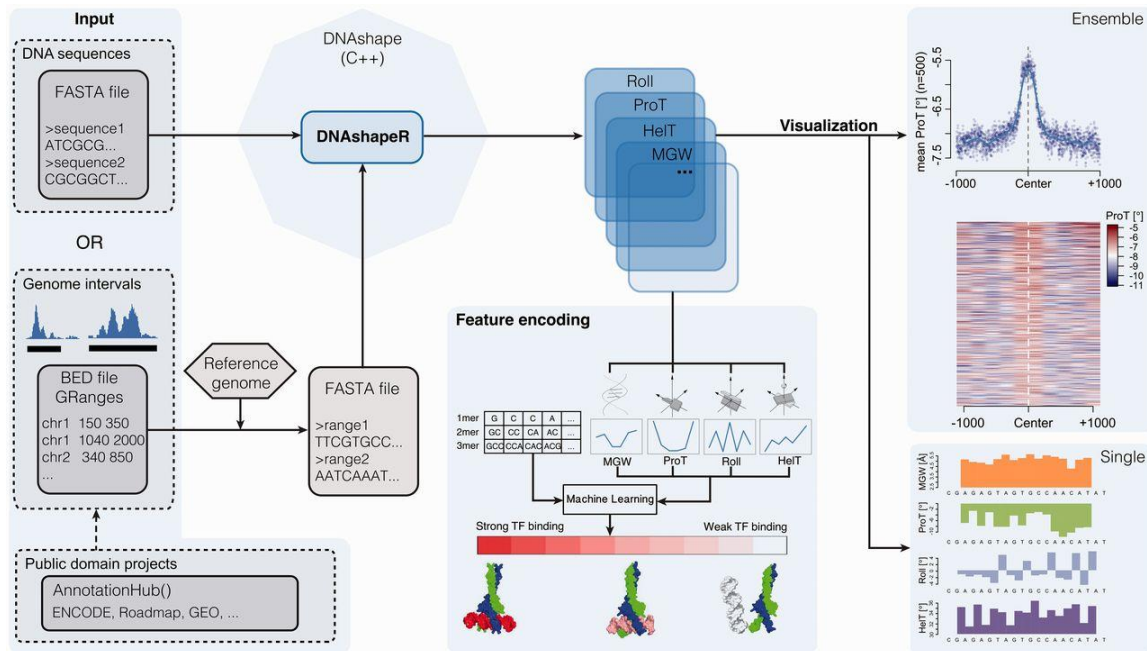 Input
DNA sequences
FASTA file
>sequence1
ATCGCG...
>sequence2
CGCGGCT...
OR
Genome intervals
BED file
GRanges
chr1 150 350
chr1 1040 2000
chr2 340 850
...
Public domain projects
AnnotationHub()
ENCODE, Roadmap, GEO, ...
Reference
genome
FASTA file
>range1
TTCGTGCC...
>range2
AATCAAAT...
DNAshape
(C++)
DNAshapeR
Roll
ProT
HelT
MGW
...
Visualization
Feature encoding
1mer G C C A ...
2mer GC CC CA AC ...
3mer GCC CCA CAC ACG ...
MGW ProT Roll HelT
Machine Learning
Strong TF binding Weak TF binding
Ensemble
mean ProT [°] (n=500)
-5.5
-6.5
-7.5
-1000 Center +1000
ProT [°]
-5
-6
-7
-8
-9
-10
-11
-1000 Center +1000
Single
MGW [Å]
C G A G A G T A G T G C C A A C A T A T
ProT [°]
C G A G A G T A G T G C C A A C A T A T
Roll [°]
C G A G A G T A G T G C C A A C A T A T
HelT [°]
C G A G A G T A G T G C C A A C A T A T